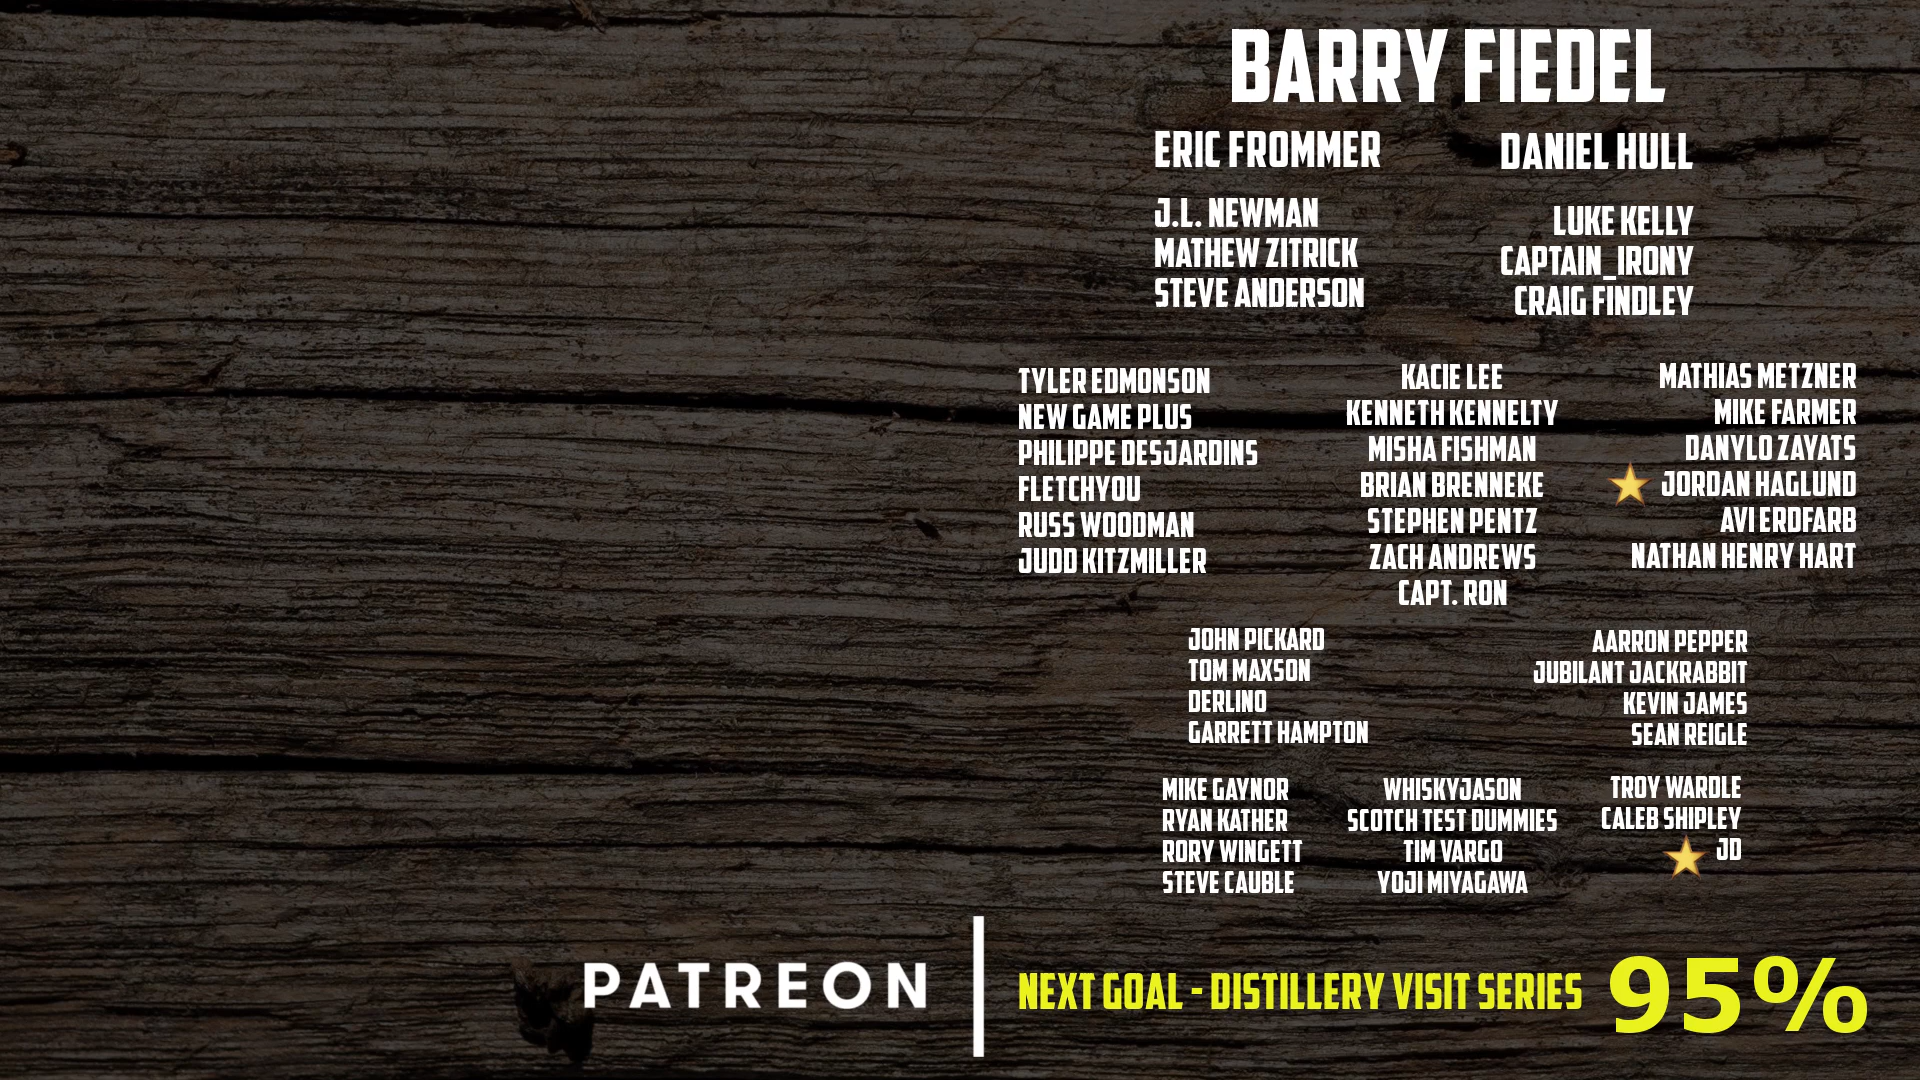 BARRY FIEDEL
ERIC FROMMER
DANIEL HULL
J.L. NEWMAN
MATHEW ZITRICK
STEVE ANDERSON
LUKE KELLY
CAPTAIN_IRONY
CRAIG FINDLEY
TYLER EDMONSON
NEW GAME PLUS
PHILIPPE DESJARDINS
FLETCHYOU
RUSS WOODMAN
JUDD KITZMILLER
KACIE LEE
KENNETH KENNELTY
MISHA FISHMAN
BRIAN BRENNEKE
STEPHEN PENTZ
ZACH ANDREWS
CAPT. RON
MATHIAS METZNER
MIKE FARMER
DANYLO ZAYATS
JORDAN HAGLUND
AVI ERDFARB
NATHAN HENRY HART
JOHN PICKARD
TOM MAXSON
DERLINO
GARRETT HAMPTON
AARRON PEPPER
JUBILANT JACKRABBIT
KEVIN JAMES
SEAN REIGLE
MIKE GAYNOR
RYAN KATHER
RORY WINGETT
STEVE CAUBLE
WHISKYJASON
SCOTCH TEST DUMMIES
TIM VARGO
YOJI MIYAGAWA
TROY WARDLE
CALEB SHIPLEY
JD
PATREON
NEXT GOAL - DISTILLERY VISIT SERIES 95%